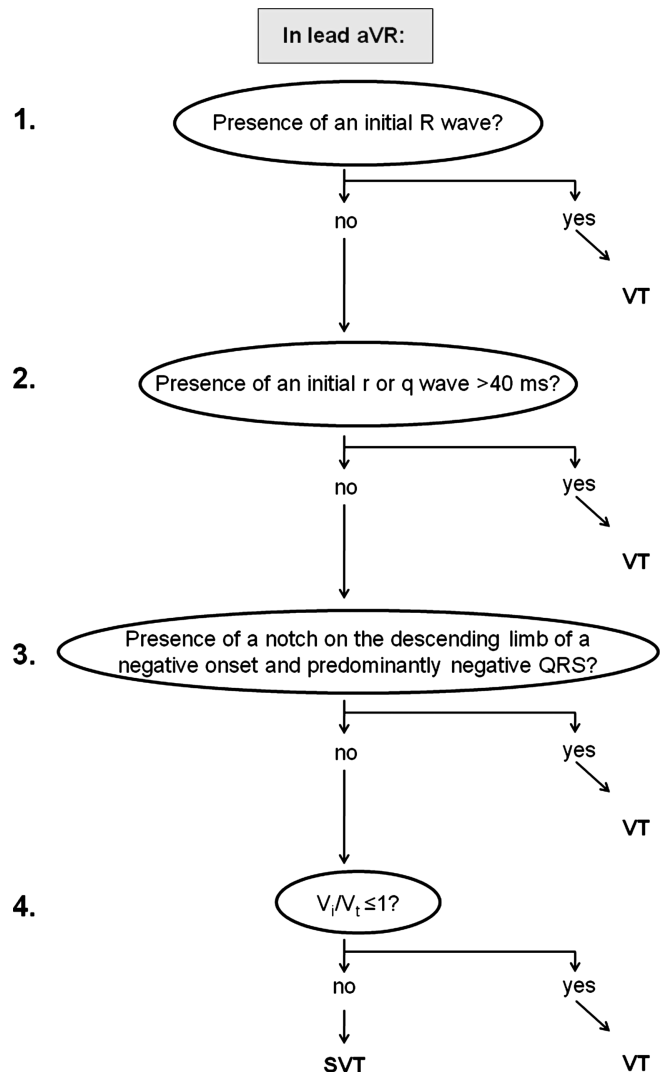 In lead aVR:
1.
Presence of an initial R wave?
no
yes
VT
2.
Presence of an initial r or q wave >40 ms?
no
yes
VT
3.
Presence of a notch on the descending limb of a
negative onset and predominantly negative QRS?
no
yes
VT
4.
Vi/Vt ≤1?
no
yes
SVT
VT